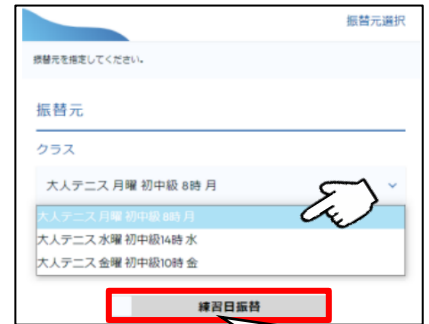 振替元選択
振替元を指定してください。
振替元
クラス
大人テニス 月曜 初中級 8時 月
大人テニス 月曜 初中級 8時 月
大人テニス 水曜 初中級14時 水
大人テニス 金曜 初中級10時 金
練習日振替